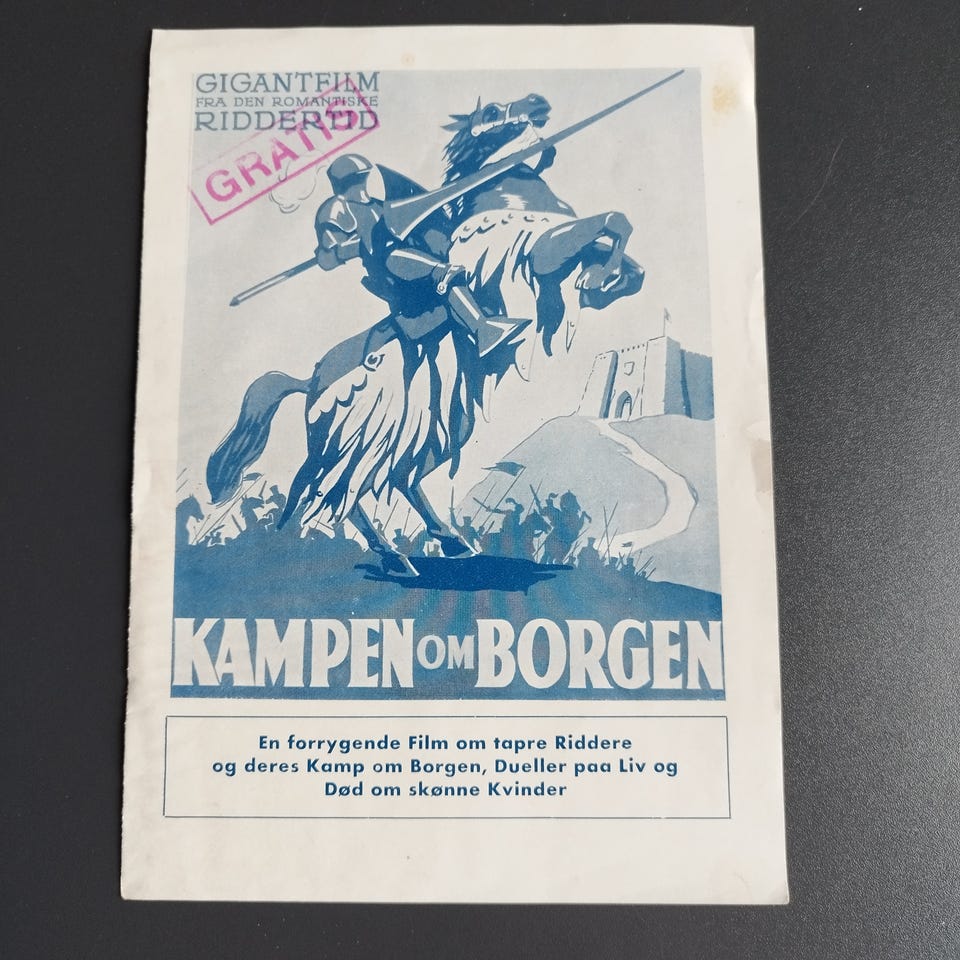 GIGANTFILM
FRA DEN ROMANTISKE
RIDDERTID
GRATIS
KAMPEN OM BORGEN
En forrygende Film om tapre Riddere
og deres Kamp om Borgen, Dueller paa Liv og
Død om skønne Kvinder